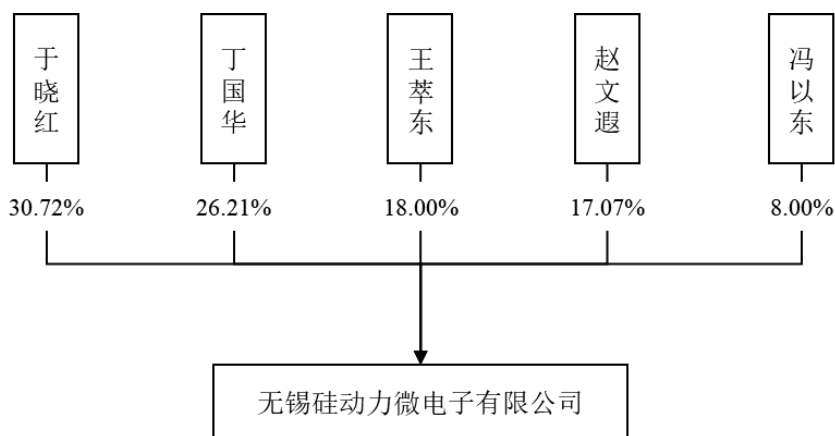 于晓红
丁国华
王萃东
赵文遐
冯以东
30.72%
26.21%
18.00%
17.07%
8.00%
无锡硅动力微电子有限公司